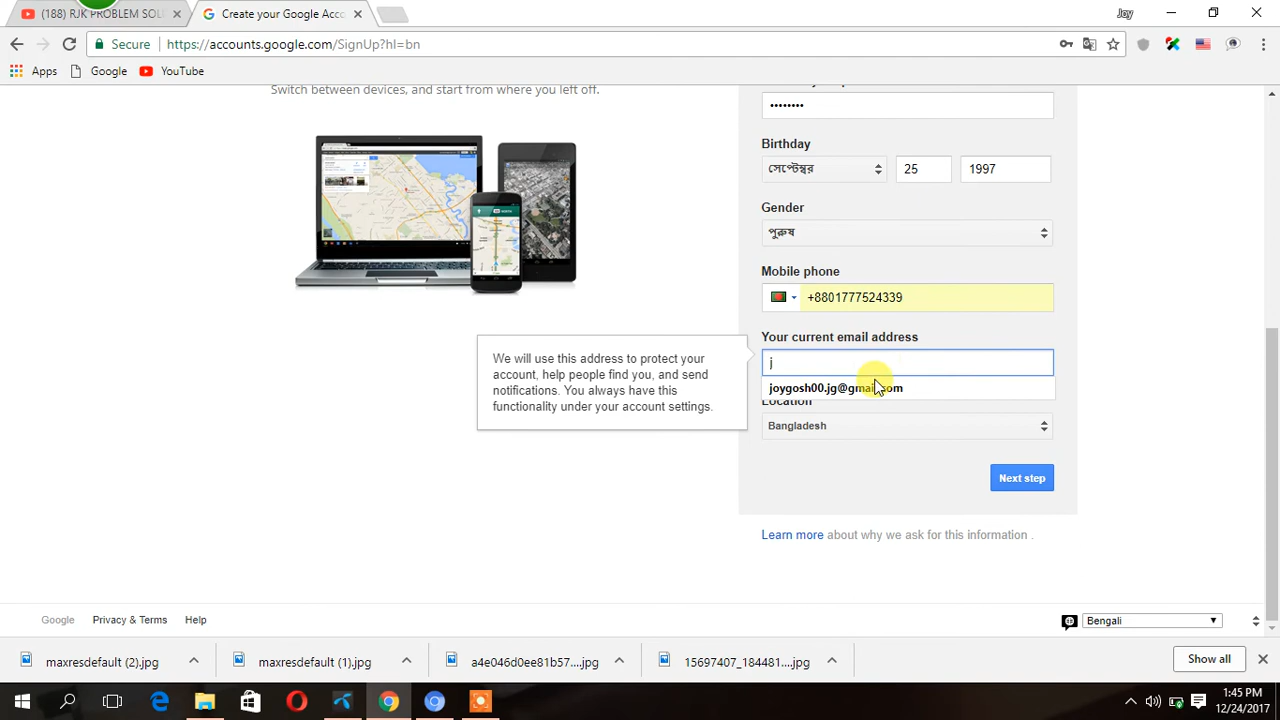 (188) RJK PROBLEM SOL
Create your Google Acco
Joy
Secure
https://accounts.google.com/SignUp?hl=bn
Apps
Google
YouTube
Switch between devices, and start from where you left off.
••••••••
Birthday
সেপ্টেম্বর
25
1997
Gender
পুরুষ
Mobile phone
+8801777524339
Your current email address
j
joygosh00.jg@gmail.com
We will use this address to protect your
account, help people find you, and send
notifications. You always have this
functionality under your account settings.
Location
Bangladesh
Next step
Learn more about why we ask for this information .
Google
Privacy & Terms
Help
Bengali
maxresdefault (2).jpg
maxresdefault (1).jpg
a4e046d0ee81b57....jpg
15697407_184481....jpg
Show all
1:45 PM
12/24/2017